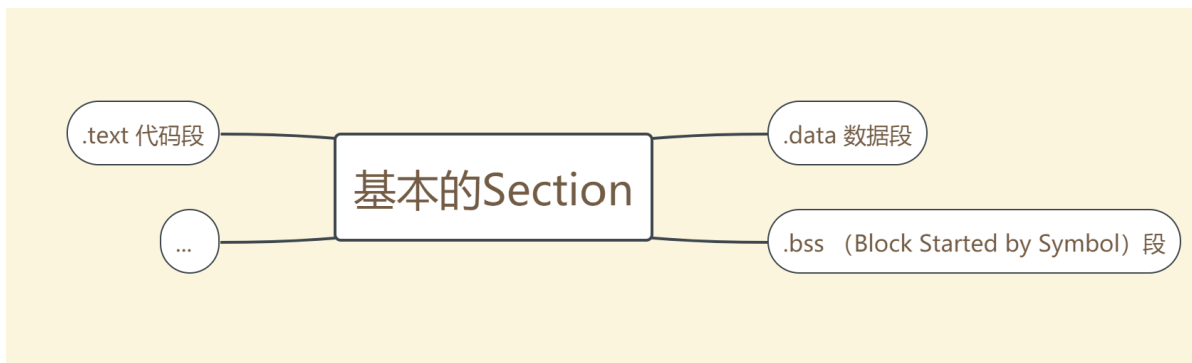 .text 代码段
...
基本的Section
.data 数据段
.bss （Block Started by Symbol）段